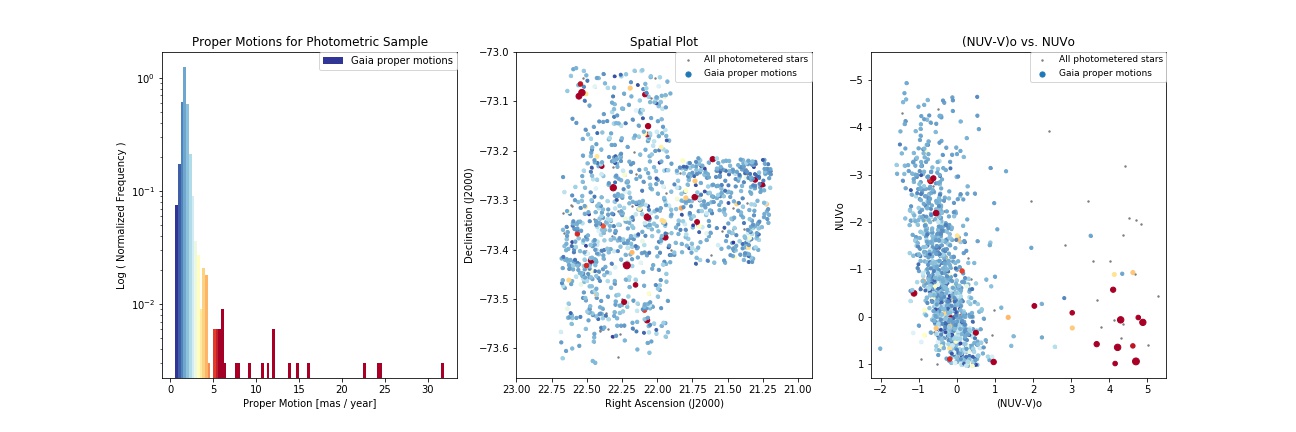 Proper Motions for Photometric Sample
Gaia proper motions
Log ( Normalized Frequency )
10⁰
10⁻¹
10⁻²
0 5 10 15 20 25 30
Proper Motion [mas / year]
Spatial Plot
All photometered stars
Gaia proper motions
Declination (J2000)
−73.0
−73.1
−73.2
−73.3
−73.4
−73.5
−73.6
23.00 22.75 22.50 22.25 22.00 21.75 21.50 21.25 21.00
Right Ascension (J2000)
(NUV-V)o vs. NUVo
All photometered stars
Gaia proper motions
NUVo
−5
−4
−3
−2
−1
0
1
−2 −1 0 1 2 3 4 5
(NUV-V)o